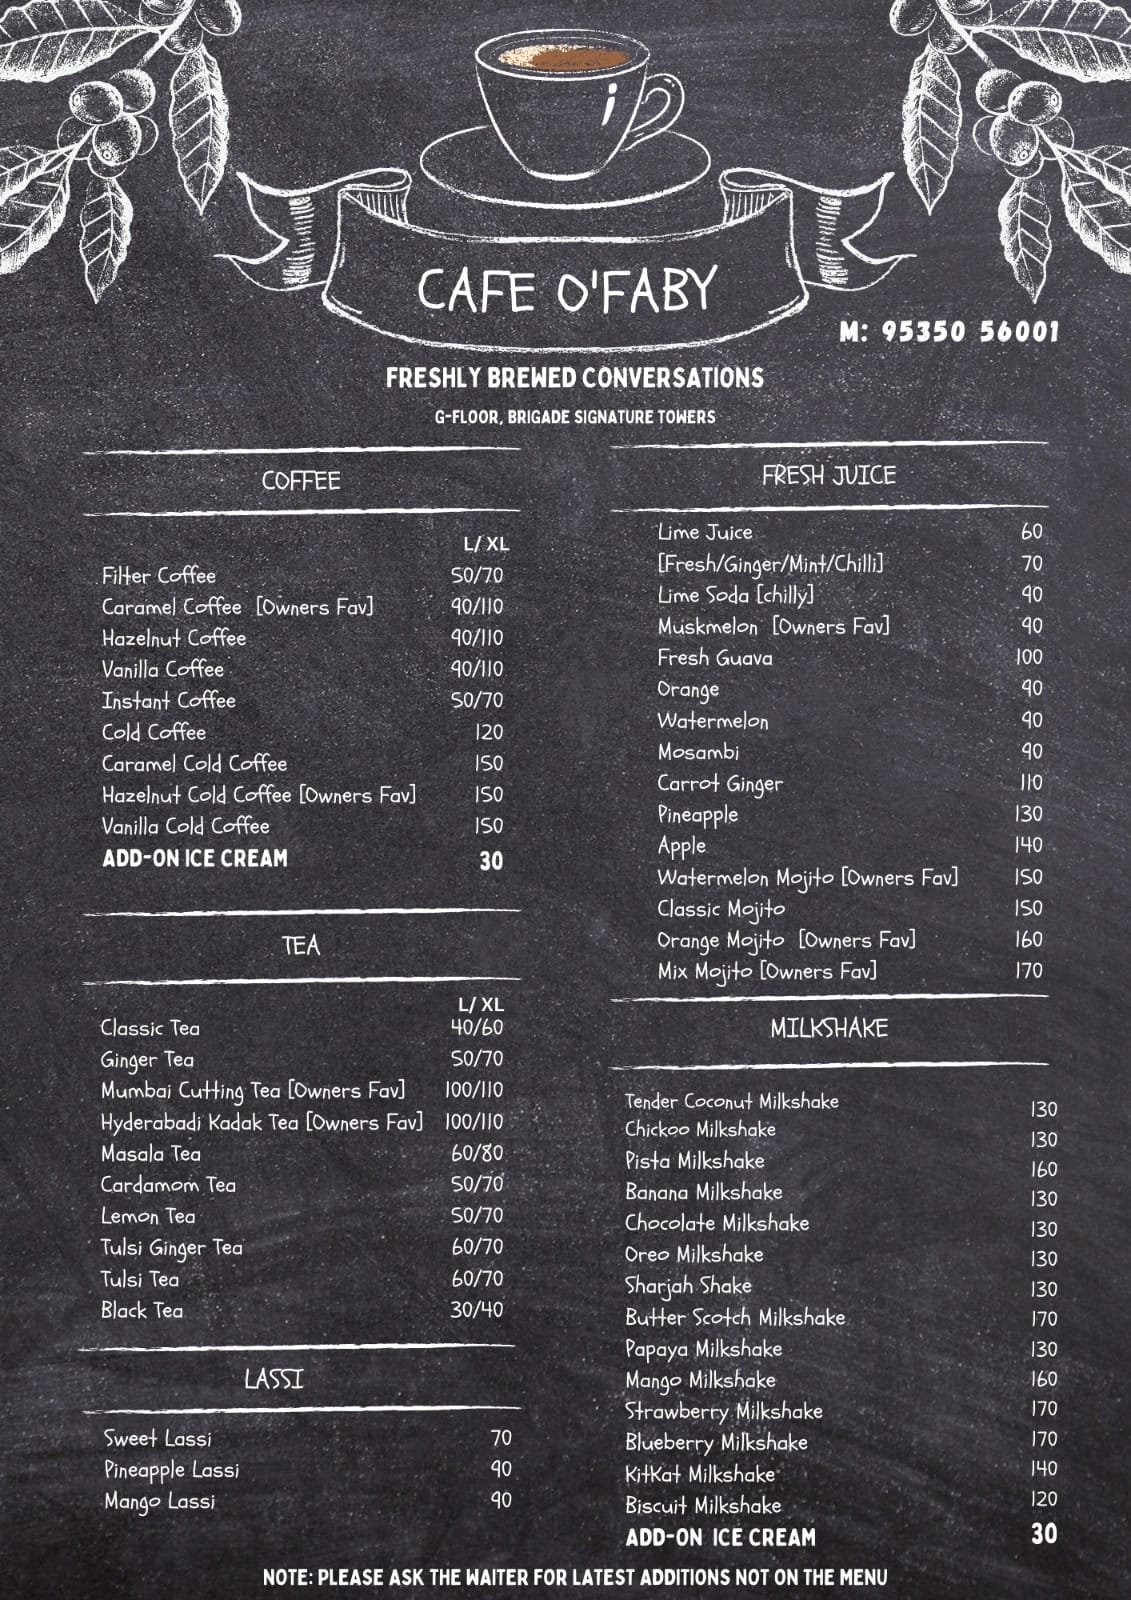 CAFE O'FABY
M: 95350 56001
FRESHLY BREWED CONVERSATIONS
G-FLOOR, BRIGADE SIGNATURE TOWERS
COFFEE
L/ XL
Filter Coffee 50/70
Caramel Coffee [Owners Fav] 90/110
Hazelnut Coffee 90/110
Vanilla Coffee 90/110
Instant Coffee 50/70
Cold Coffee 120
Caramel Cold Coffee 150
Hazelnut Cold Coffee [Owners Fav] 150
Vanilla Cold Coffee 150
ADD-ON ICE CREAM 30
TEA
L/ XL
Classic Tea 40/60
Ginger Tea 50/70
Mumbai Cutting Tea [Owners Fav] 100/110
Hyderabadi Kadak Tea [Owners Fav] 100/110
Masala Tea 60/80
Cardamom Tea 50/70
Lemon Tea 50/70
Tulsi Ginger Tea 60/70
Tulsi Tea 60/70
Black Tea 30/40
LASSI
Sweet Lassi 70
Pineapple Lassi 90
Mango Lassi 90
FRESH JUICE
Lime Juice 60
[Fresh/Ginger/Mint/Chilli] 70
Lime Soda [chilly] 90
Muskmelon [Owners Fav] 90
Fresh Guava 100
Orange 90
Watermelon 90
Mosambi 90
Carrot Ginger 110
Pineapple 130
Apple 140
Watermelon Mojito [Owners Fav] 150
Classic Mojito 150
Orange Mojito [Owners Fav] 160
Mix Mojito [Owners Fav] 170
MILKSHAKE
Tender Coconut Milkshake 130
Chickoo Milkshake 130
Pista Milkshake 160
Banana Milkshake 130
Chocolate Milkshake 130
Oreo Milkshake 130
Sharjah Shake 130
Butter Scotch Milkshake 170
Papaya Milkshake 130
Mango Milkshake 160
Strawberry Milkshake 170
Blueberry Milkshake 170
KitKat Milkshake 140
Biscuit Milkshake 120
ADD-ON ICE CREAM 30
NOTE: PLEASE ASK THE WAITER FOR LATEST ADDITIONS NOT ON THE MENU